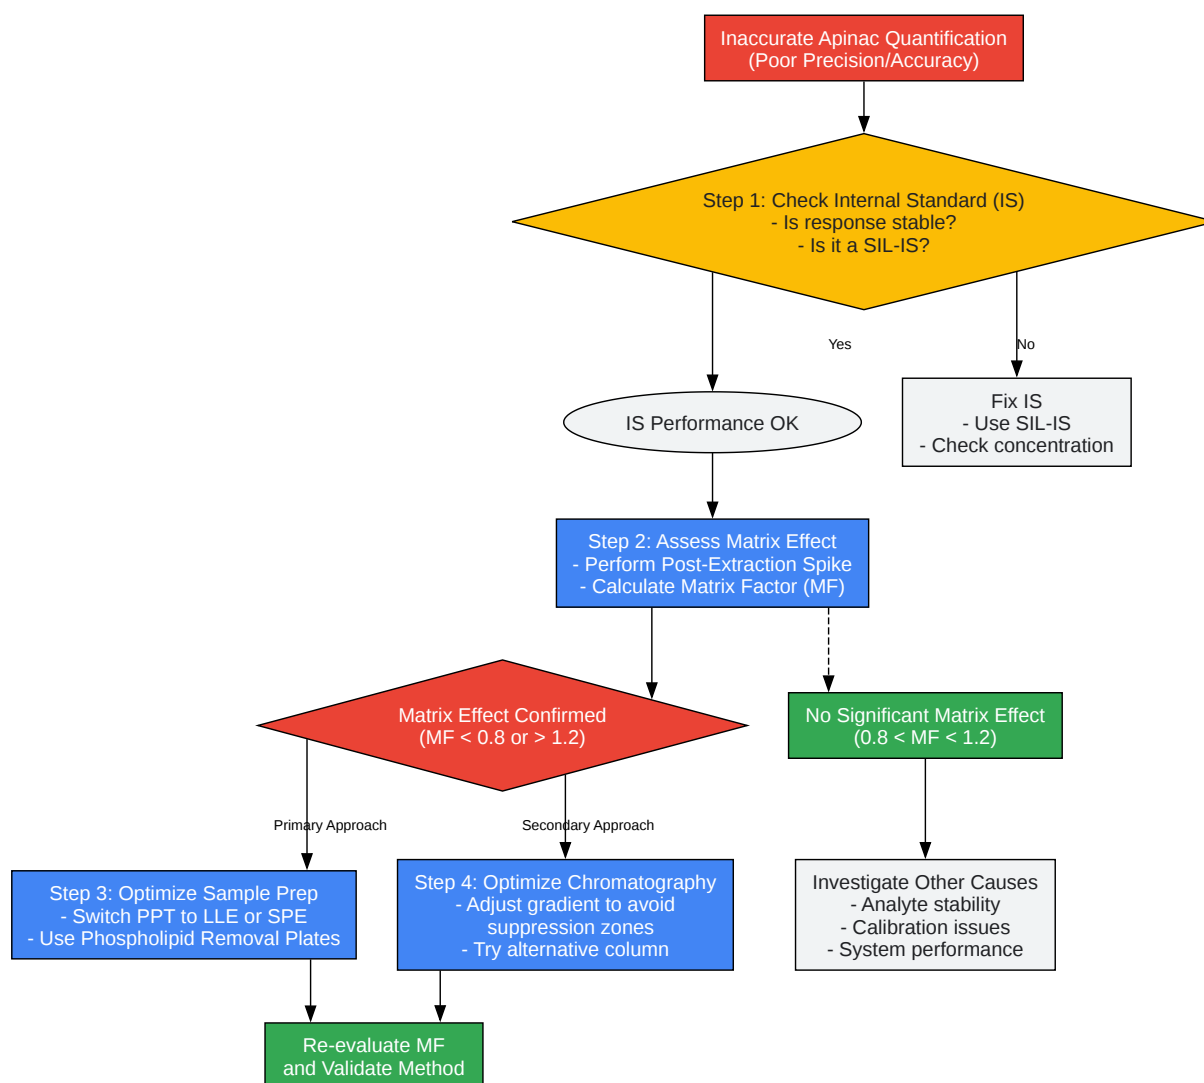 Inaccurate Apinac Quantification
(Poor Precision/Accuracy)
Step 1: Check Internal Standard (IS)
- Is response stable?
- Is it a SIL-IS?
Yes
No
IS Performance OK
Fix IS
- Use SIL-IS
- Check concentration
Step 2: Assess Matrix Effect
- Perform Post-Extraction Spike
- Calculate Matrix Factor (MF)
Matrix Effect Confirmed
(MF < 0.8 or > 1.2)
No Significant Matrix Effect
(0.8 < MF < 1.2)
Primary Approach
Secondary Approach
Step 3: Optimize Sample Prep
- Switch PPT to LLE or SPE
- Use Phospholipid Removal Plates
Step 4: Optimize Chromatography
- Adjust gradient to avoid
suppression zones
- Try alternative column
Investigate Other Causes
- Analyte stability
- Calibration issues
- System performance
Re-evaluate MF
and Validate Method